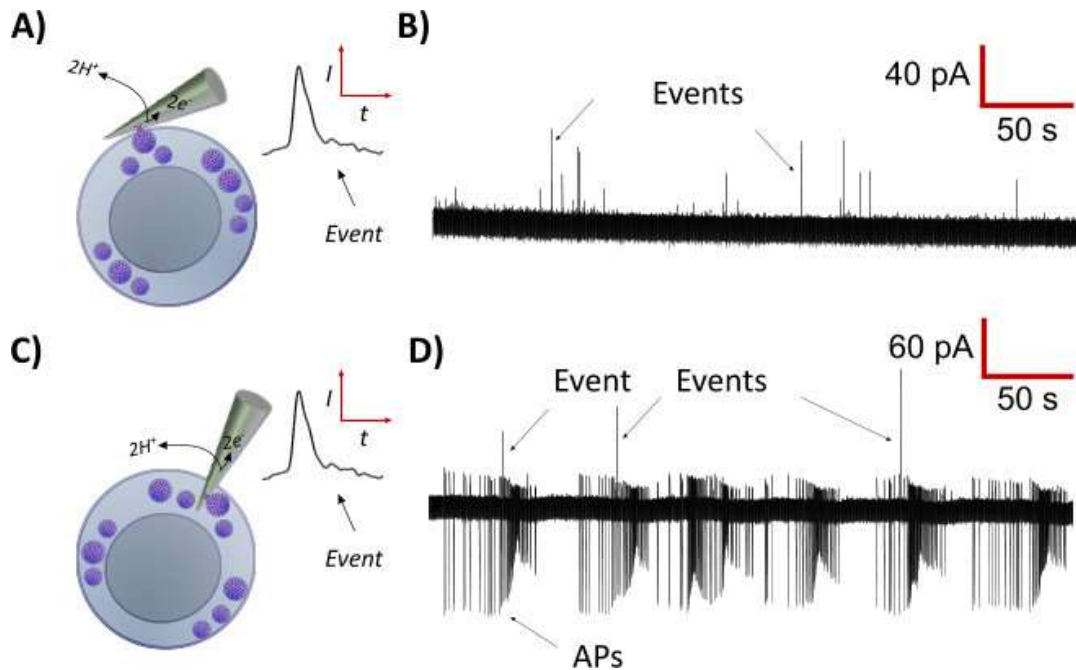 A)
2H⁺
2e⁻
I
t
Event
B)
Events
40 pA
50 s
C)
2H⁺
2e⁻
I
t
Event
D)
Event
Events
60 pA
50 s
APs